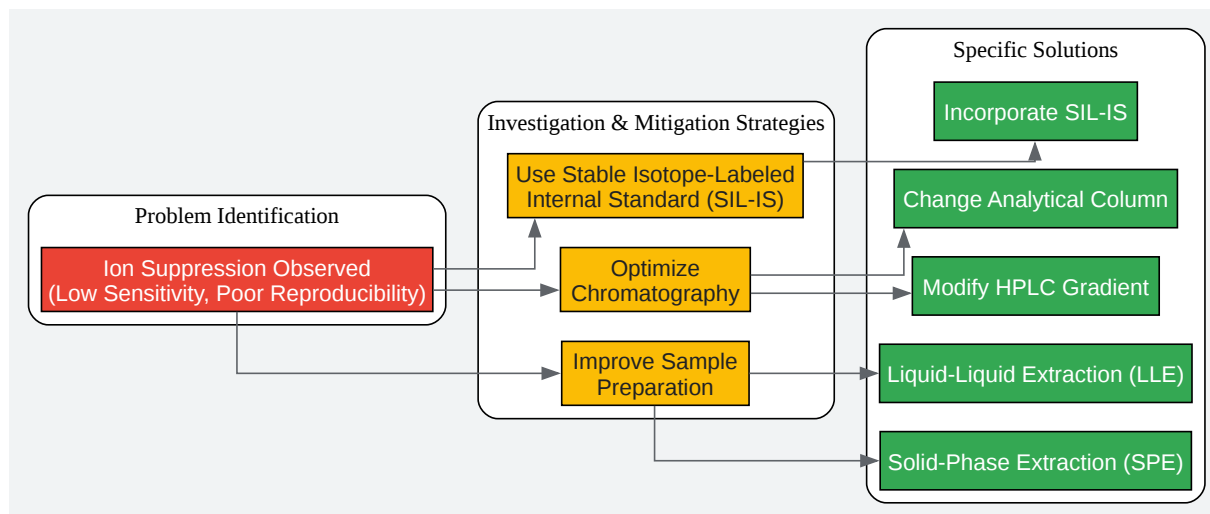 Problem Identification
Ion Suppression Observed
(Low Sensitivity, Poor Reproducibility)
Investigation & Mitigation Strategies
Use Stable Isotope-Labeled
Internal Standard (SIL-IS)
Optimize
Chromatography
Improve Sample
Preparation
Specific Solutions
Incorporate SIL-IS
Change Analytical Column
Modify HPLC Gradient
Liquid-Liquid Extraction (LLE)
Solid-Phase Extraction (SPE)